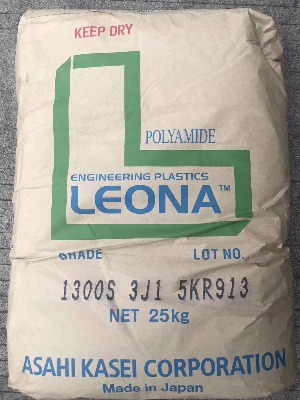 KEEP DRY
POLYAMIDE
ENGINEERING PLASTICS
LEONA™
GRADE LOT NO.
1300S 3J1 5KR913
NET 25kg
ASAHI KASEI CORPORATION
Made in Japan